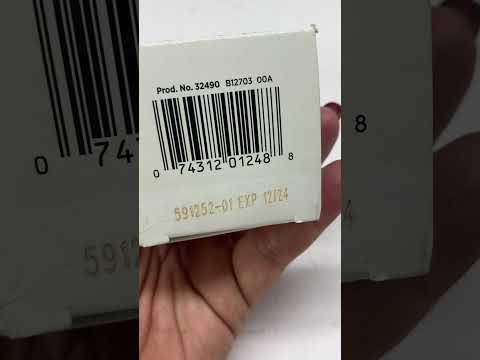 Prod. No. 32490 B12703 00A
0 74312 01248 8
591252-01 EXP 12/24